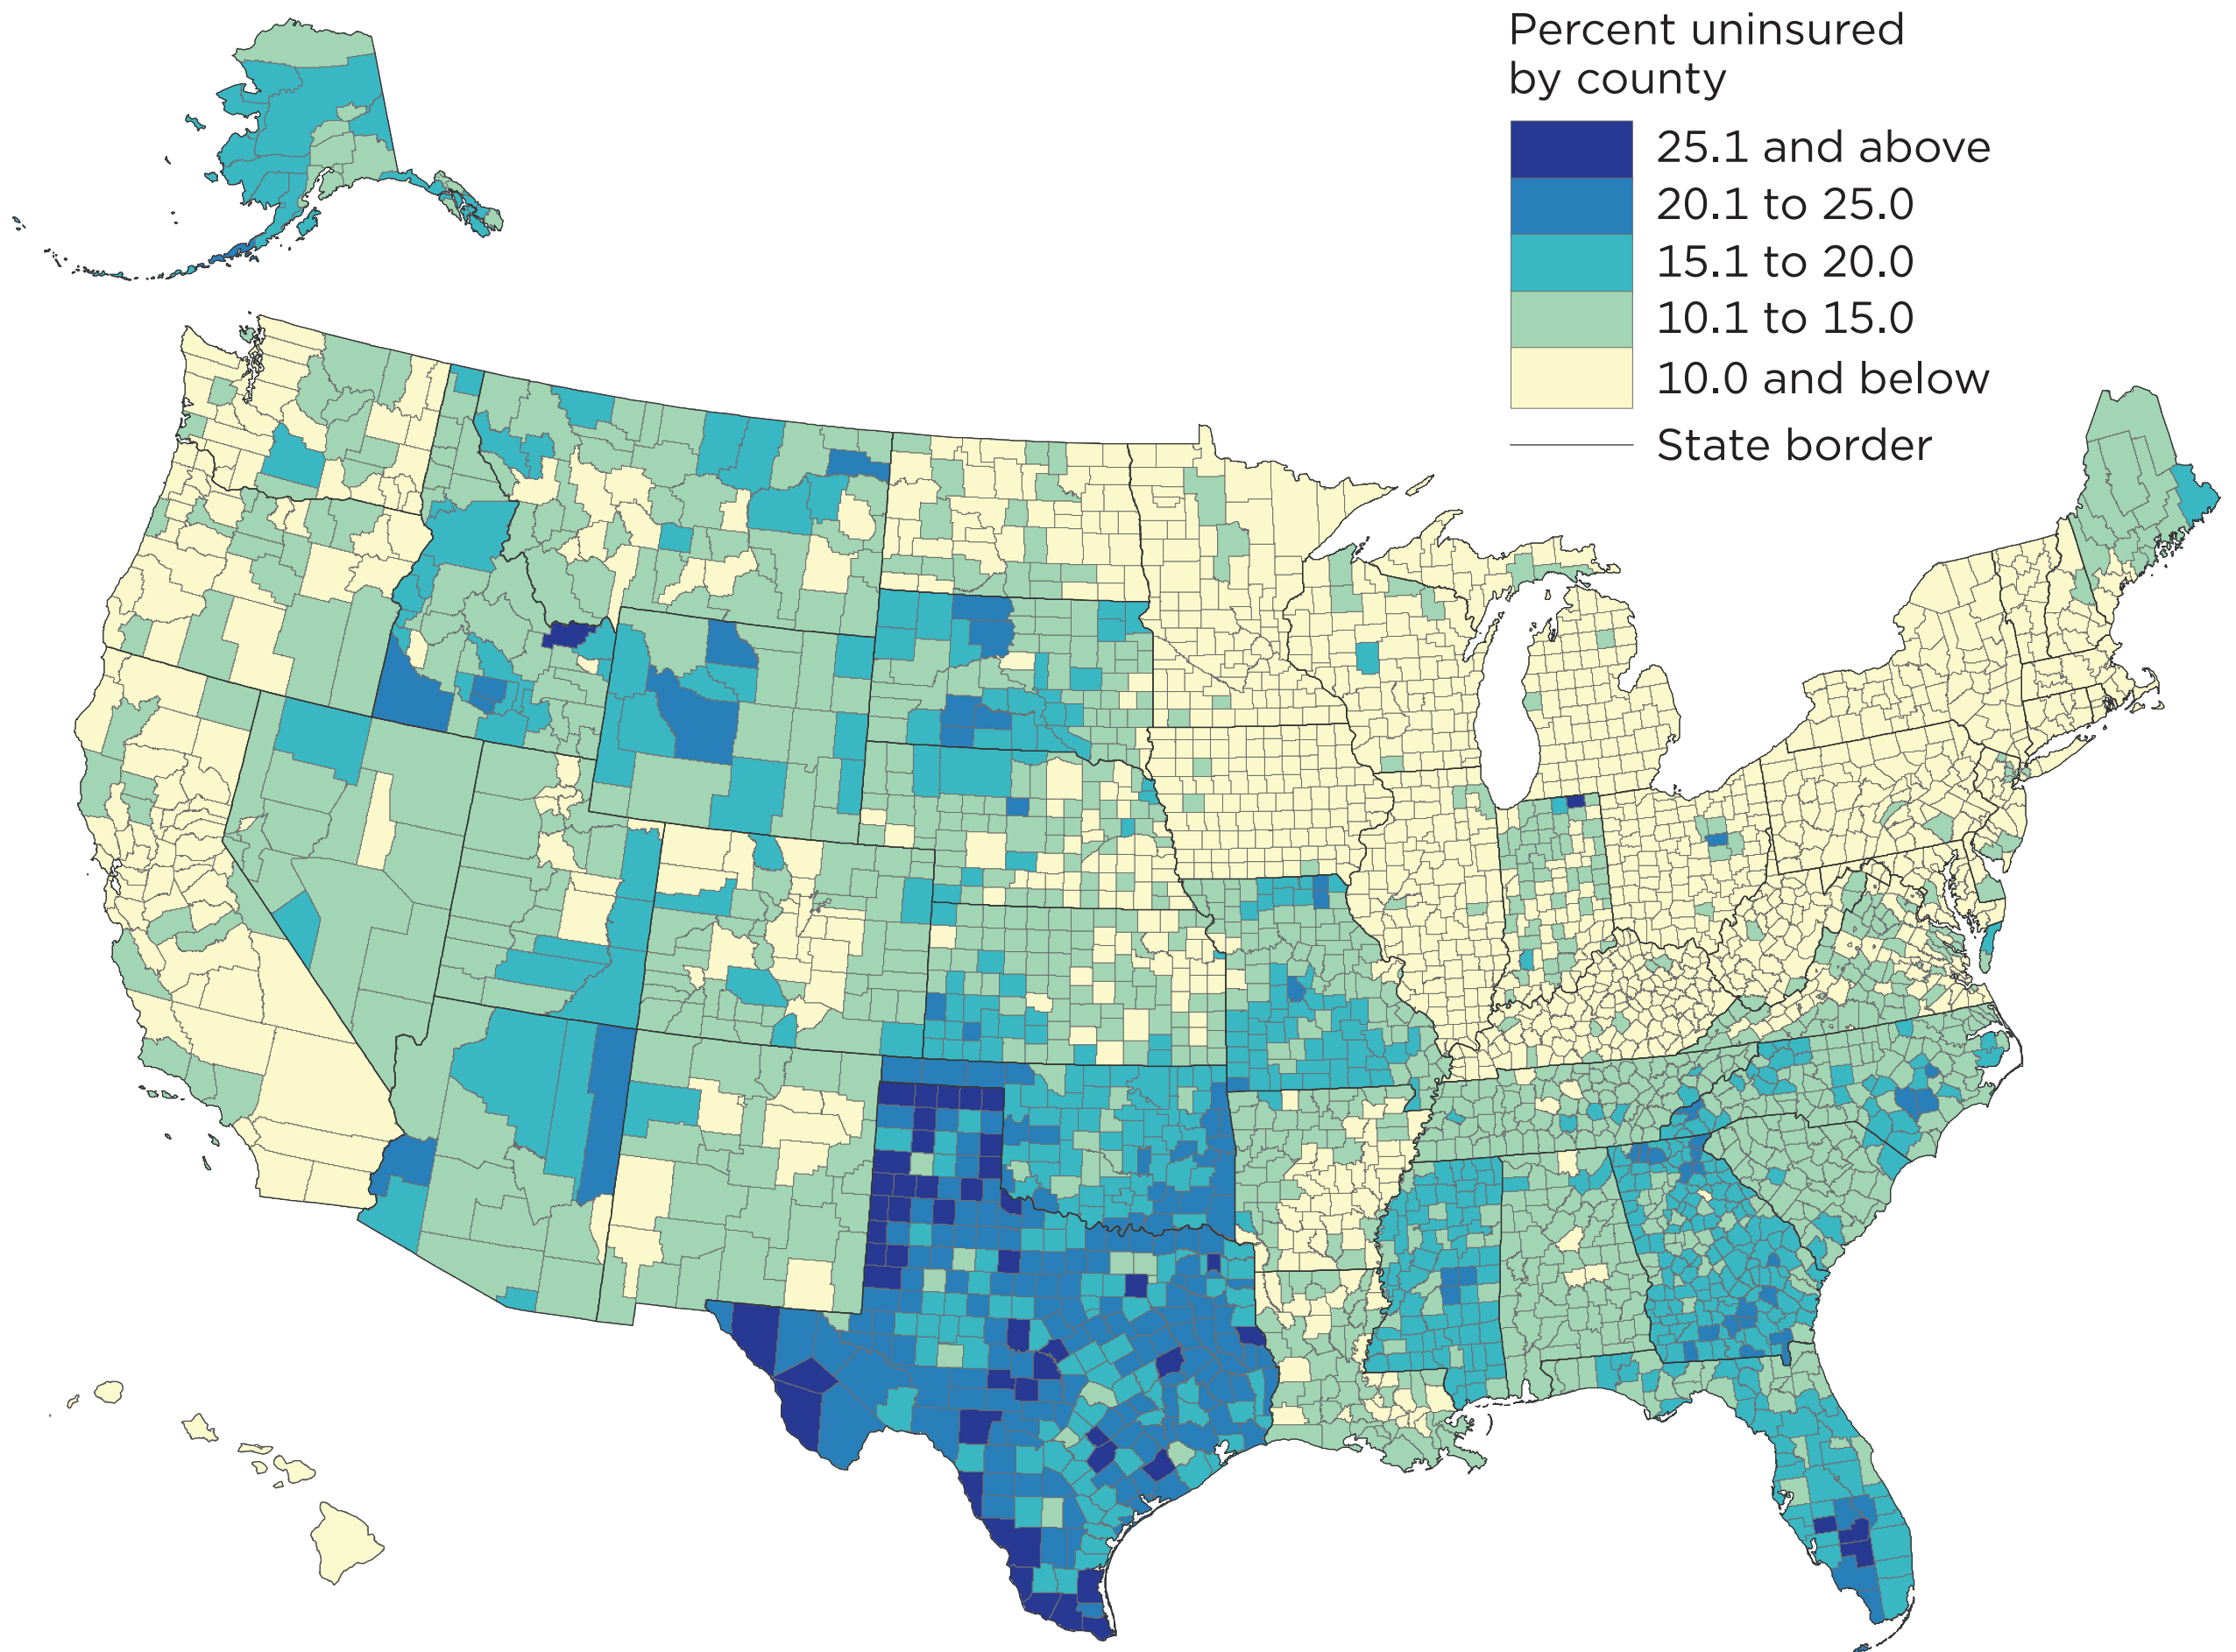 Percent uninsured
by county
25.1 and above
20.1 to 25.0
15.1 to 20.0
10.1 to 15.0
10.0 and below
State border